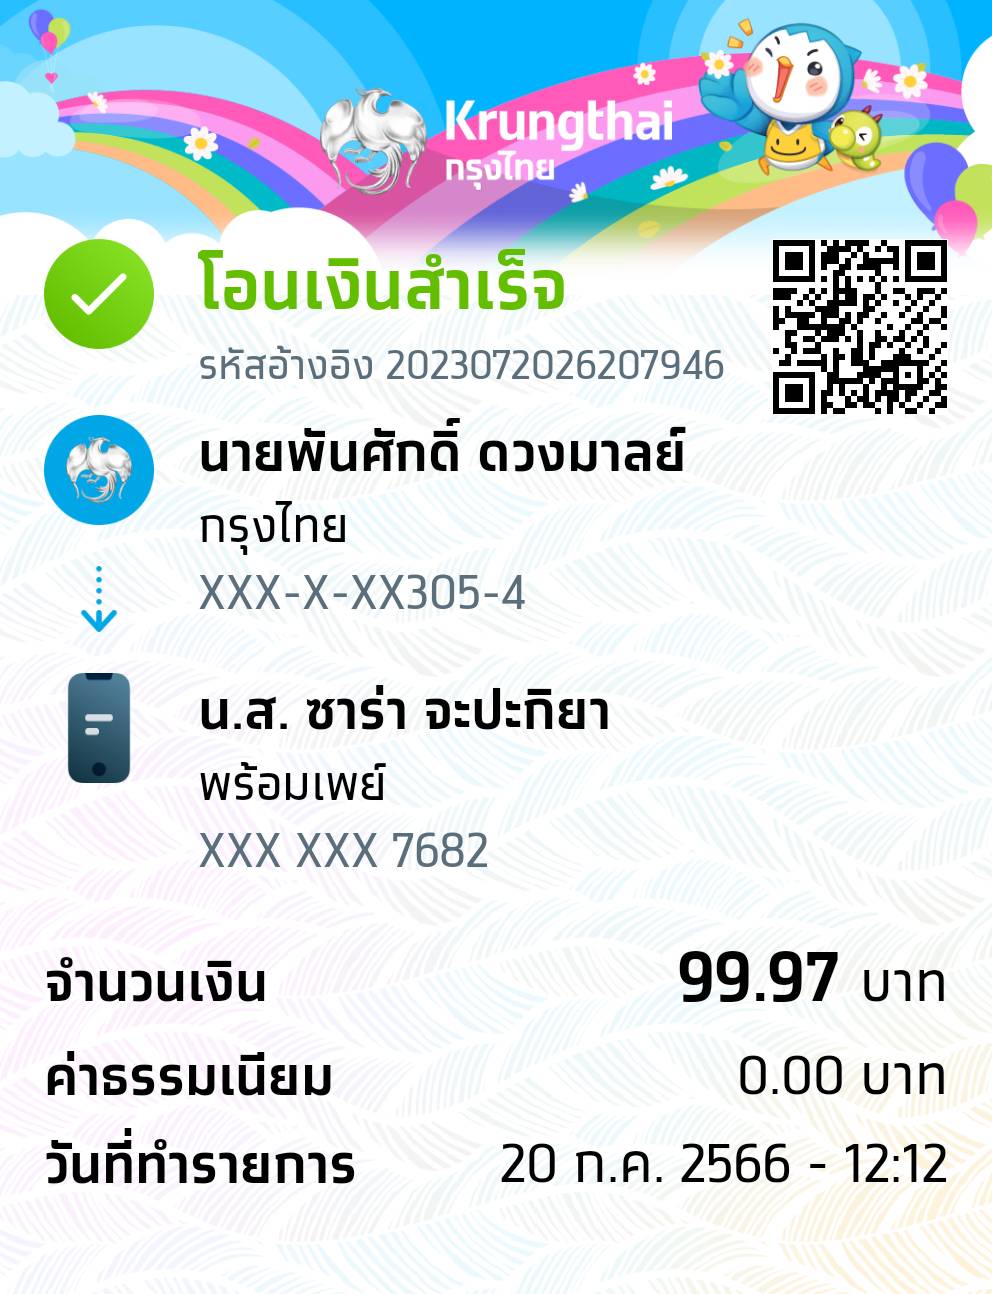 Krungthai
กรุงไทย
โอนเงินสำเร็จ
รหัสอ้างอิง 2023072026207946
นายพันศักดิ์ ดวงมาลย์
กรุงไทย
XXX-X-XX305-4
น.ส. ซาร่า จะปะกิยา
พร้อมเพย์
XXX XXX 7682
จำนวนเงิน 99.97 บาท
ค่าธรรมเนียม 0.00 บาท
วันที่ทำรายการ 20 ก.ค. 2566 - 12:12